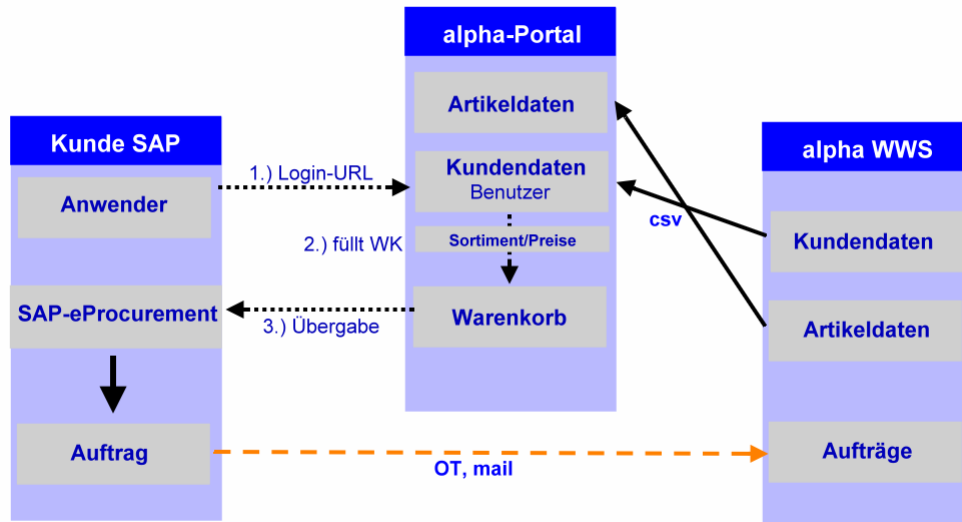 alpha-Portal
Artikeldaten
Kunde SAP
alpha WWS
1.) Login-URL
Kundendaten
Benutzer
Anwender
csv
Kundendaten
2.) füllt WK
Sortiment/Preise
SAP-eProcurement
3.) Übergabe
Warenkorb
Artikeldaten
Auftrag
OT, mail
Aufträge